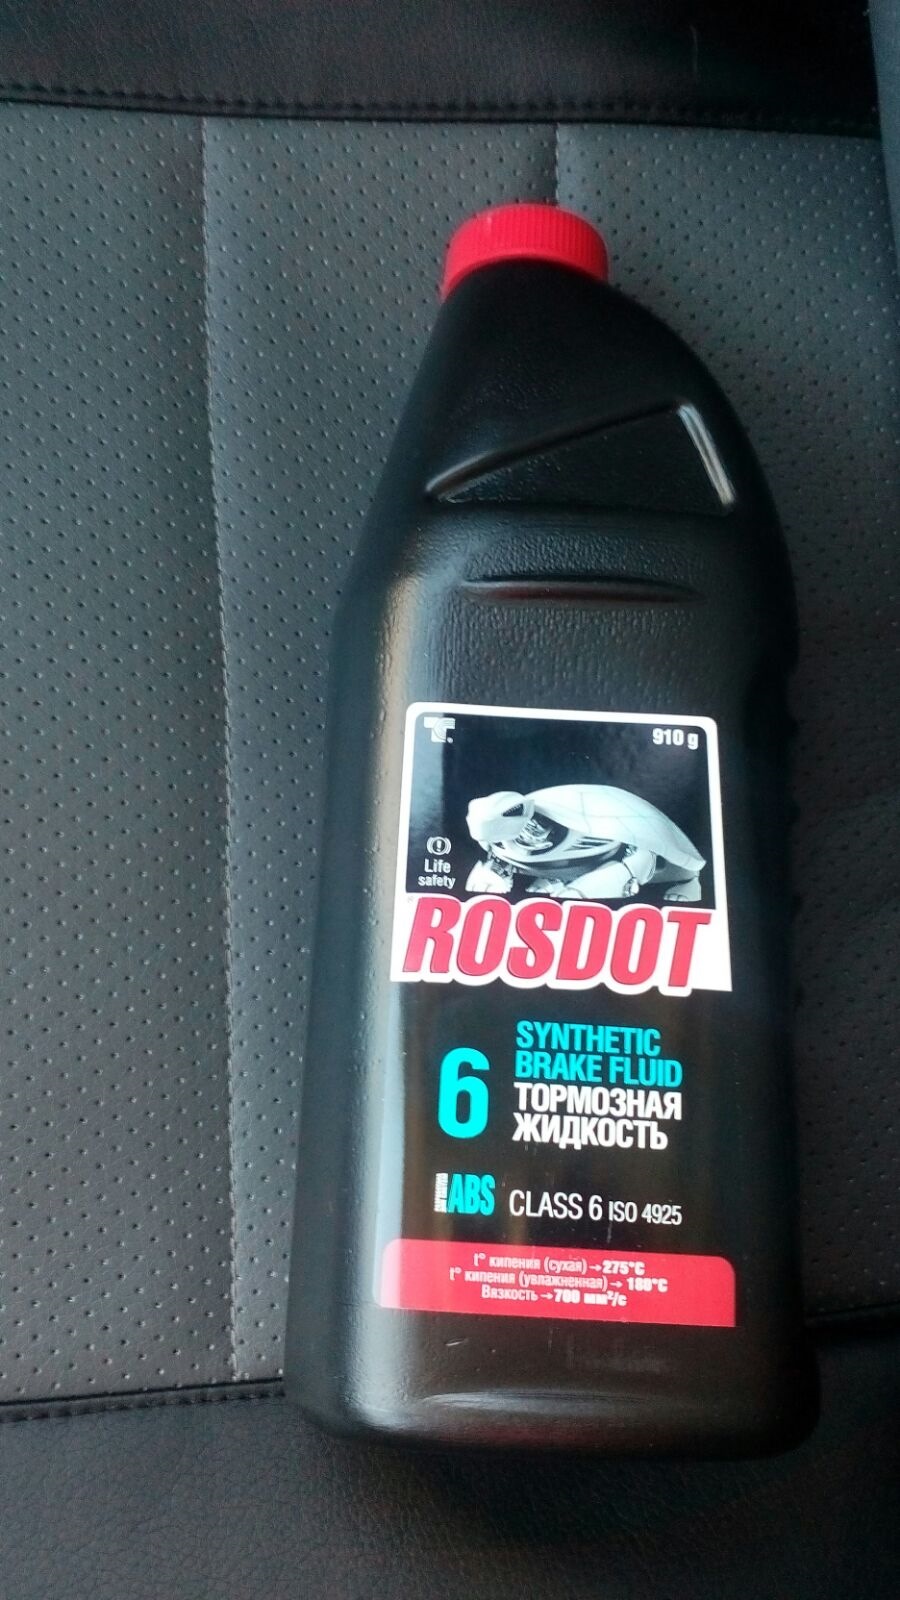 910 g
Life
safety
ROSDOT
6
SYNTHETIC
BRAKE FLUID
ТОРМОЗНАЯ
ЖИДКОСТЬ
ABS
CLASS 6 ISO 4925
t° кипения (сухая)→275°C
t° кипения (увлажненная)→ 180°C
Вязкость→700 мм²/с